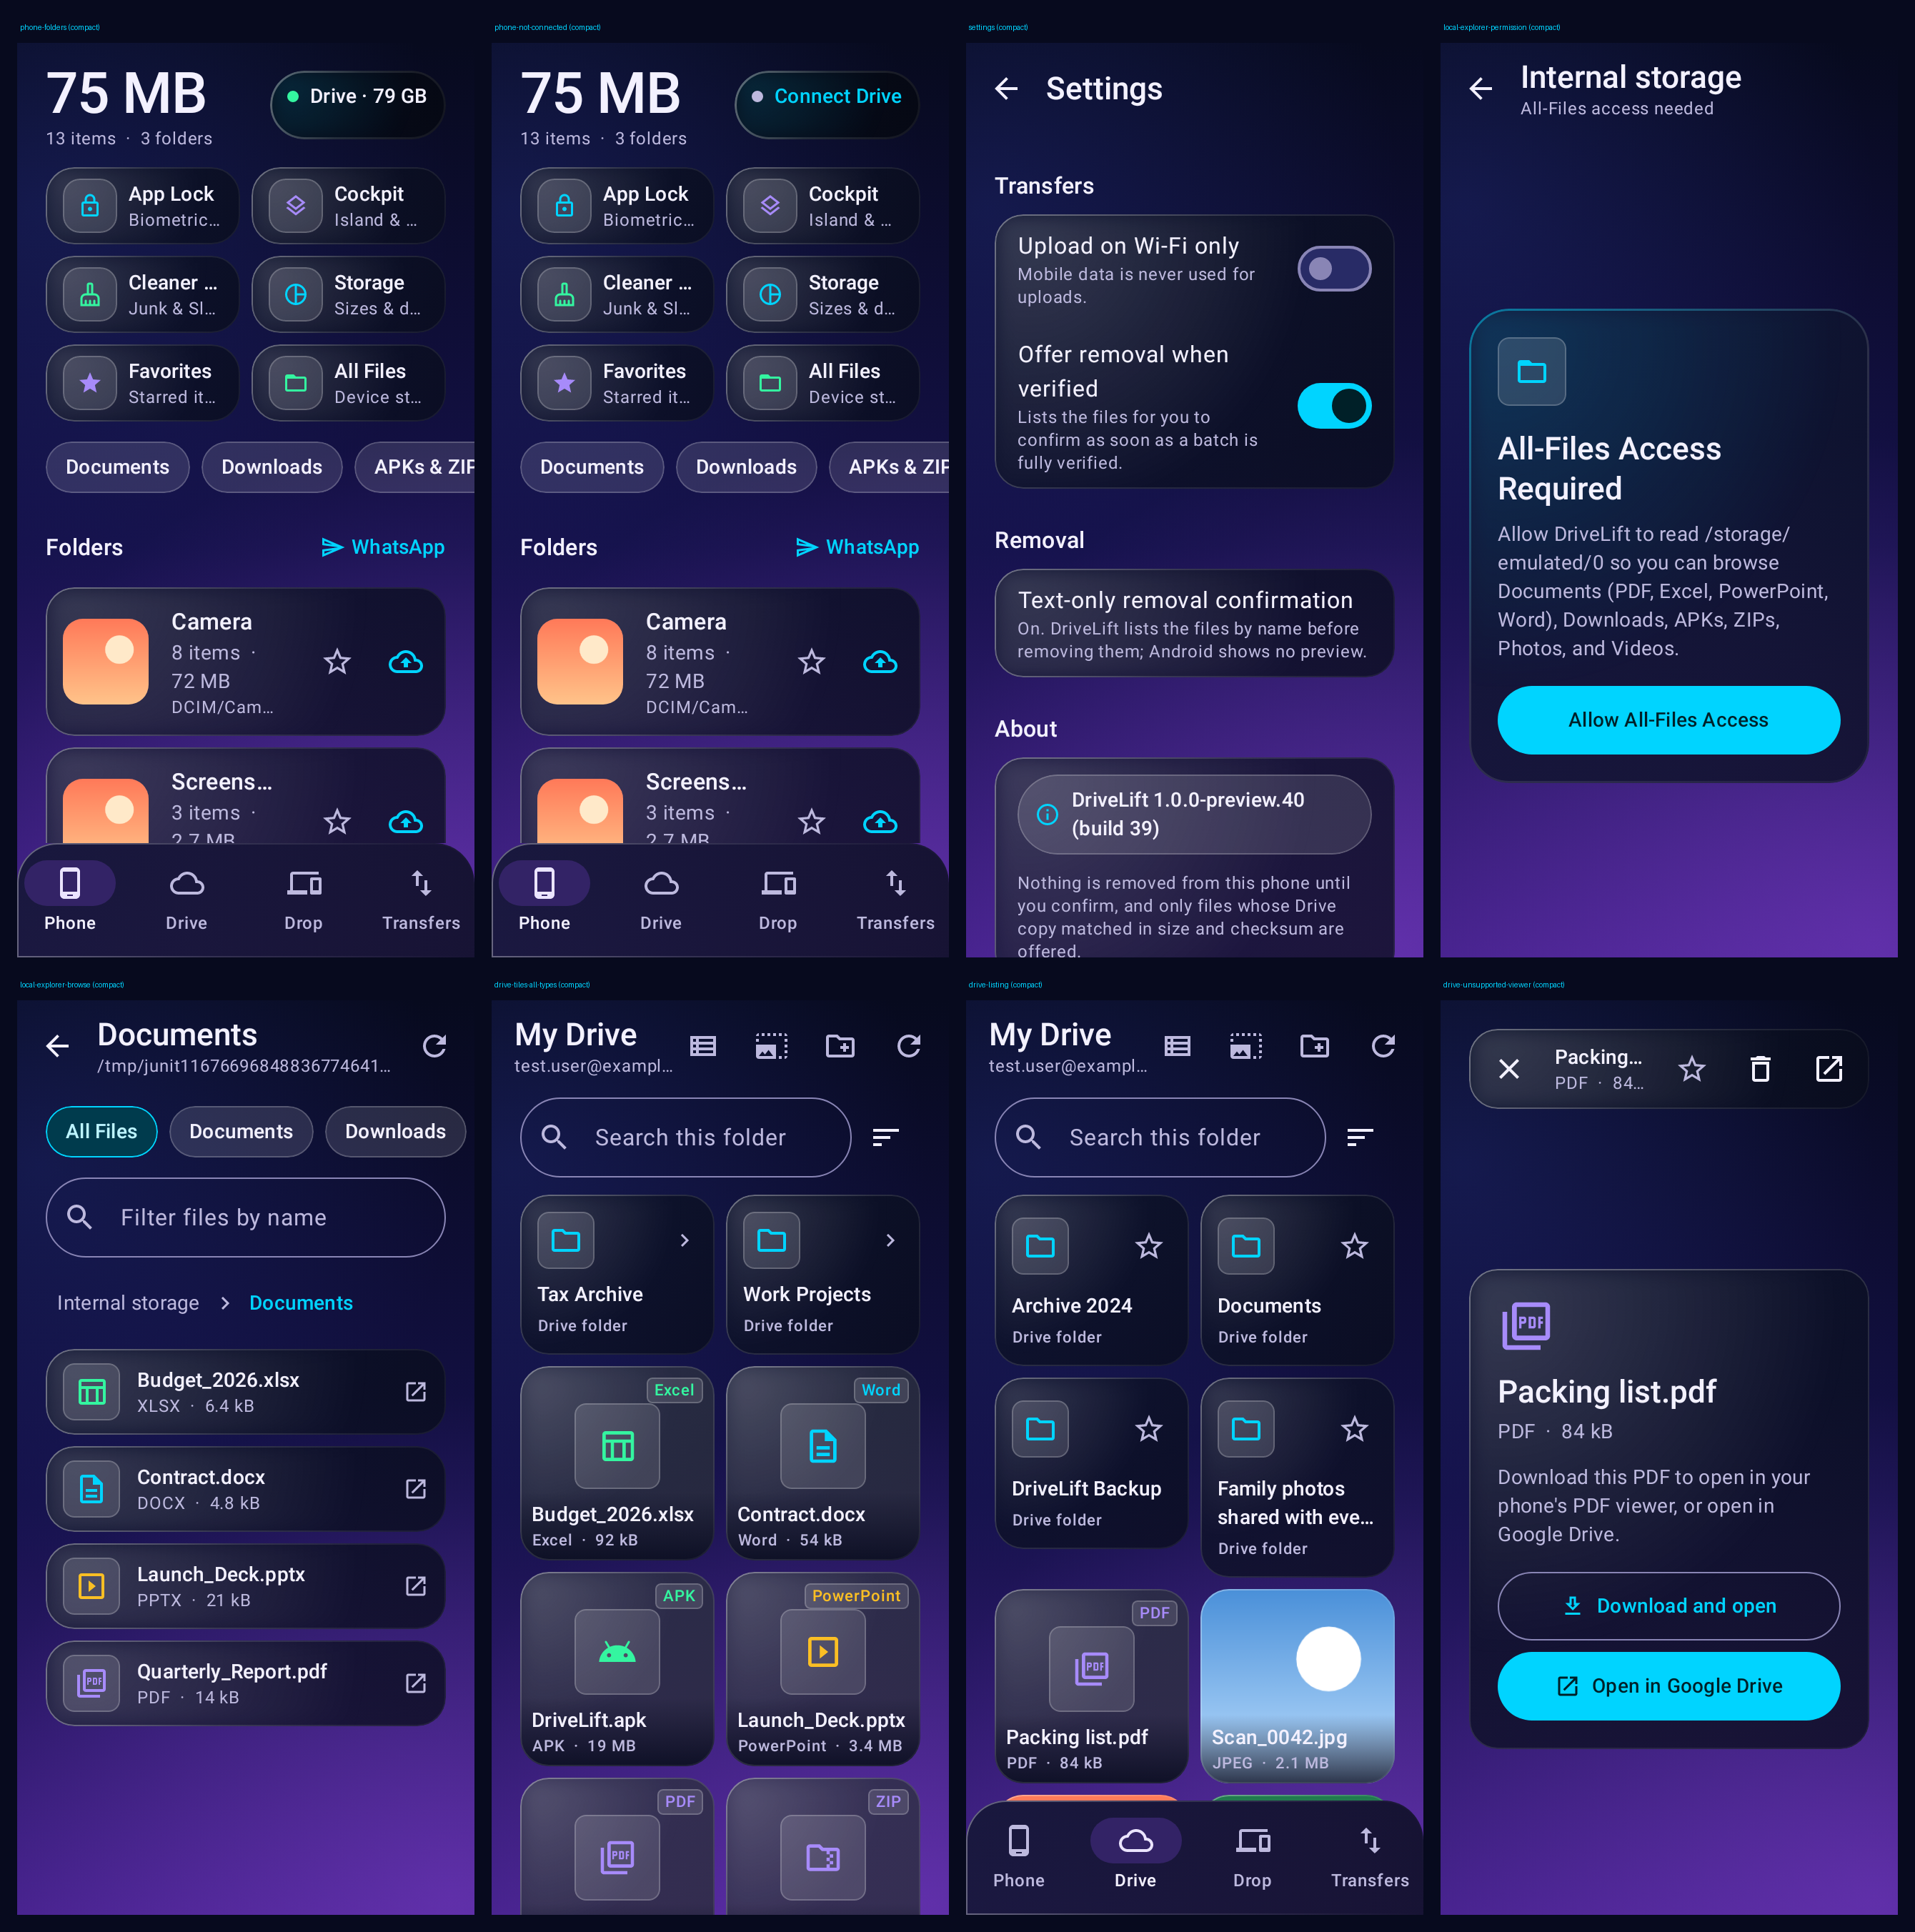 phone-folders (compact)
75 MB
Drive · 79 GB
13 items · 3 folders
App Lock
Biometric...
Cockpit
Island & ...
Cleaner ...
Junk & Sl...
Storage
Sizes & d...
Favorites
Starred it...
All Files
Device st...
Documents
Downloads
APKs & ZIP
Folders
WhatsApp
Camera
8 items ·
72 MB
DCIM/Cam...
Screens...
3 items ·
2.7 MB
Phone
Drive
Drop
Transfers
phone-not-connected (compact)
75 MB
Connect Drive
13 items · 3 folders
App Lock
Biometric...
Cockpit
Island & ...
Cleaner ...
Junk & Sl...
Storage
Sizes & d...
Favorites
Starred it...
All Files
Device st...
Documents
Downloads
APKs & ZIP
Folders
WhatsApp
Camera
8 items ·
72 MB
DCIM/Cam...
Screens...
3 items ·
2.7 MB
Phone
Drive
Drop
Transfers
settings (compact)
Settings
Transfers
Upload on Wi-Fi only
Mobile data is never used for
uploads.
Offer removal when
verified
Lists the files for you to
confirm as soon as a batch is
fully verified.
Removal
Text-only removal confirmation
On. DriveLift lists the files by name before
removing them; Android shows no preview.
About
DriveLift 1.0.0-preview.40
(build 39)
Nothing is removed from this phone until
you confirm, and only files whose Drive
copy matched in size and checksum are
offered.
local-explorer-permission (compact)
Internal storage
All-Files access needed
All-Files Access
Required
Allow DriveLift to read /storage/
emulated/0 so you can browse
Documents (PDF, Excel, PowerPoint,
Word), Downloads, APKs, ZIPs,
Photos, and Videos.
Allow All-Files Access
local-explorer-browse (compact)
Documents
/tmp/junit11676696848836774641...
All Files
Documents
Downloads
Filter files by name
Internal storage
Documents
Budget_2026.xlsx
XLSX · 6.4 kB
Contract.docx
DOCX · 4.8 kB
Launch_Deck.pptx
PPTX · 21 kB
PDF
Quarterly_Report.pdf
PDF · 14 kB
drive-tiles-all-types (compact)
My Drive
test.user@exampl...
Search this folder
Tax Archive
Drive folder
Work Projects
Drive folder
Excel
Budget_2026.xlsx
Excel · 92 kB
Word
Contract.docx
Word · 54 kB
APK
DriveLift.apk
APK · 19 MB
PowerPoint
Launch_Deck.pptx
PowerPoint · 3.4 MB
PDF
PDF
ZIP
drive-listing (compact)
My Drive
test.user@exampl...
Search this folder
Archive 2024
Drive folder
Documents
Drive folder
DriveLift Backup
Drive folder
Family photos
shared with eve...
Drive folder
PDF
PDF
Packing list.pdf
PDF · 84 kB
Scan_0042.jpg
JPEG · 2.1 MB
Phone
Drive
Drop
Transfers
drive-unsupported-viewer (compact)
Packing...
PDF · 84...
PDF
Packing list.pdf
PDF · 84 kB
Download this PDF to open in your
phone's PDF viewer, or open in
Google Drive.
Download and open
Open in Google Drive